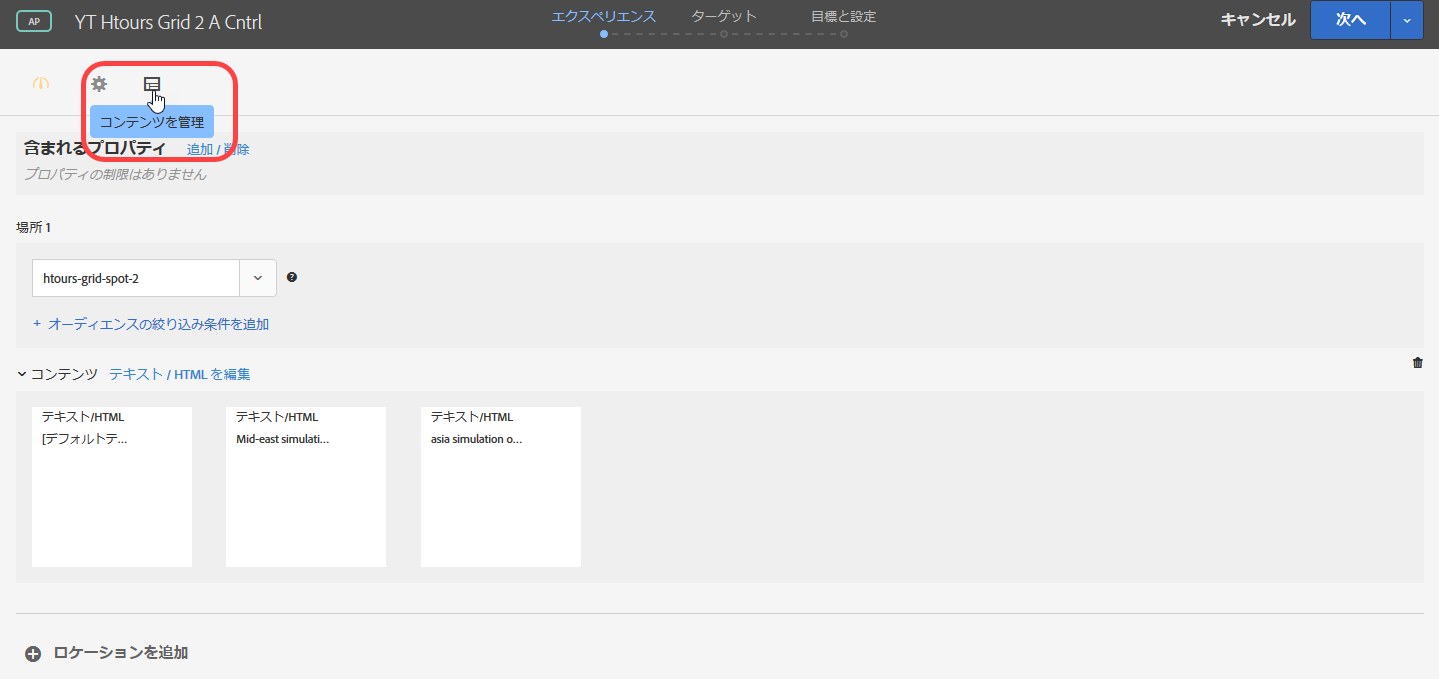 AP YT Htours Grid 2 A Cntrl エクスペリエンス ターゲット 目標と設定 キャンセル 次へ
コンテンツを管理
含まれるプロパティ 追加 / 削除
プロパティの制限はありません
場所 1
htours-grid-spot-2 ?
+ オーディエンスの絞り込み条件を追加
コンテンツ テキスト / HTML を編集
テキスト/HTML テキスト/HTML テキスト/HTML
[デフォルトテ... Mid-east simulati... asia simulation o...
ロケーションを追加